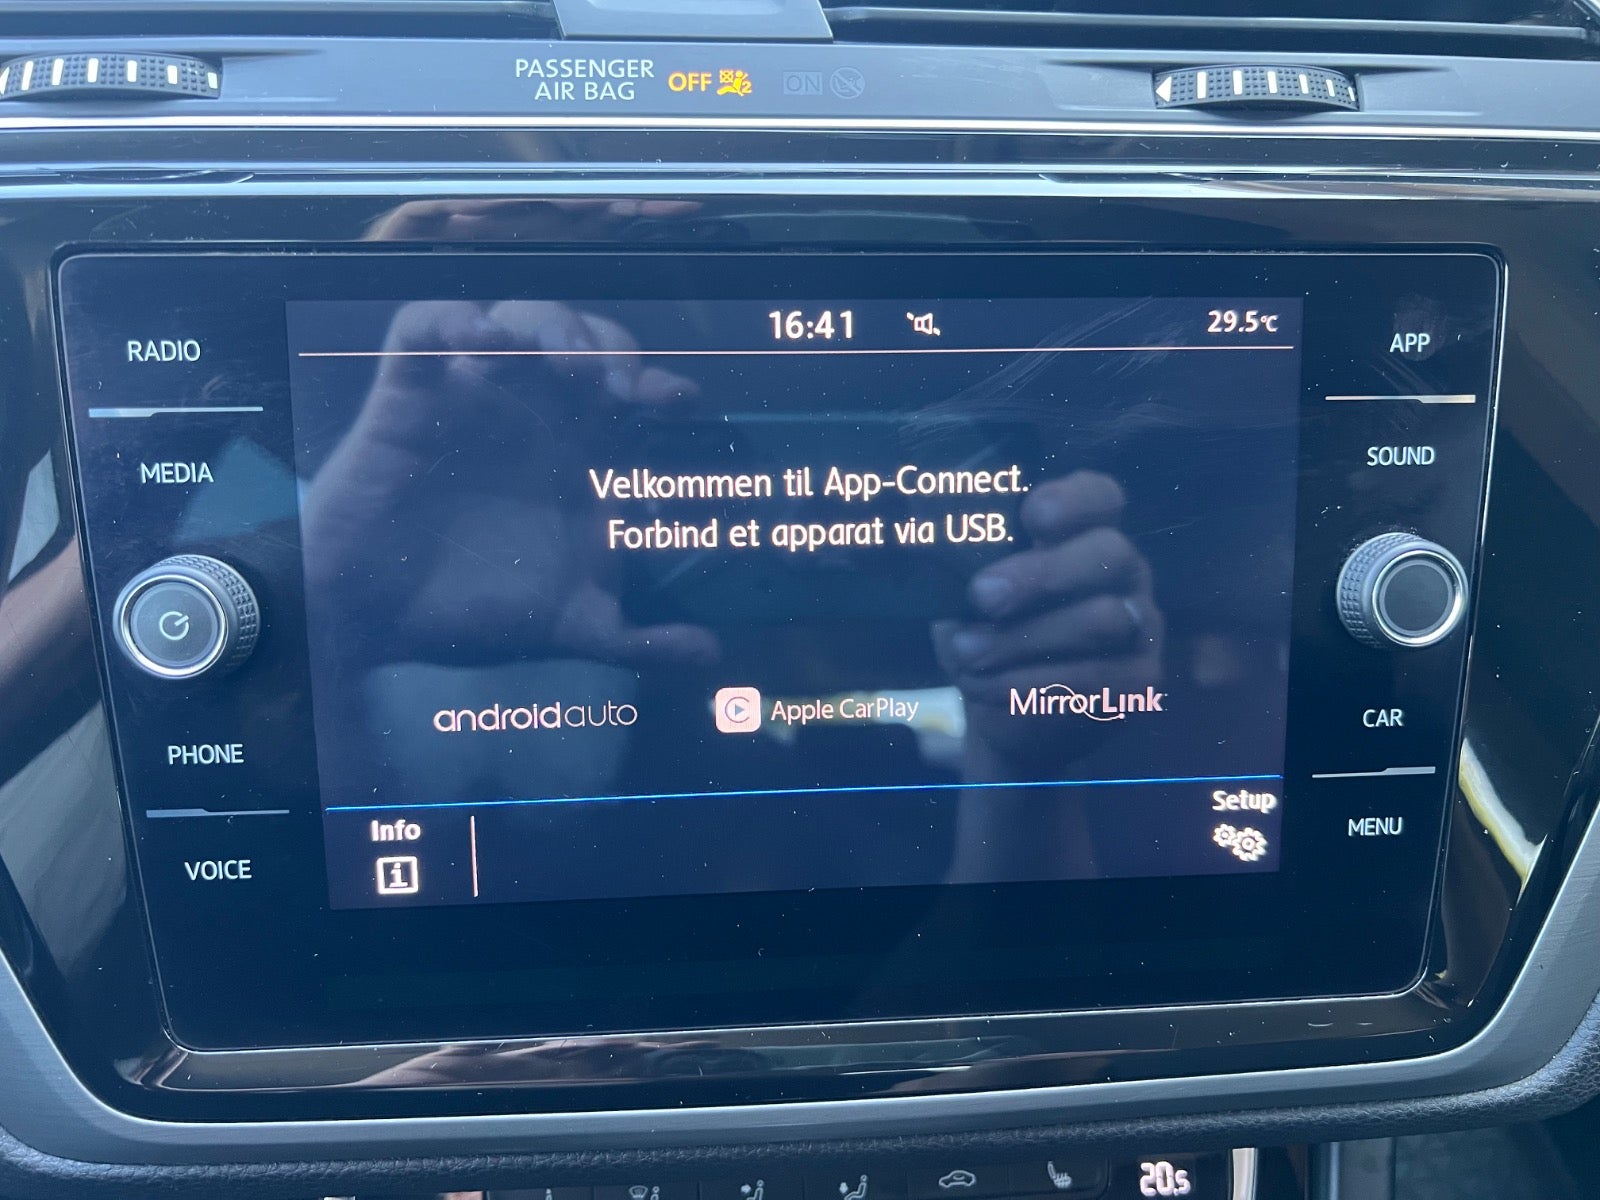 PASSENGER
AIR BAG OFF 2 ON
16:41 29.5°C
RADIO
MEDIA
PHONE
VOICE
Velkommen til App-Connect.
Forbind et apparat via USB.
androidauto Apple CarPlay MirrorLink
Info
i
Setup
APP
SOUND
CAR
MENU
20.5